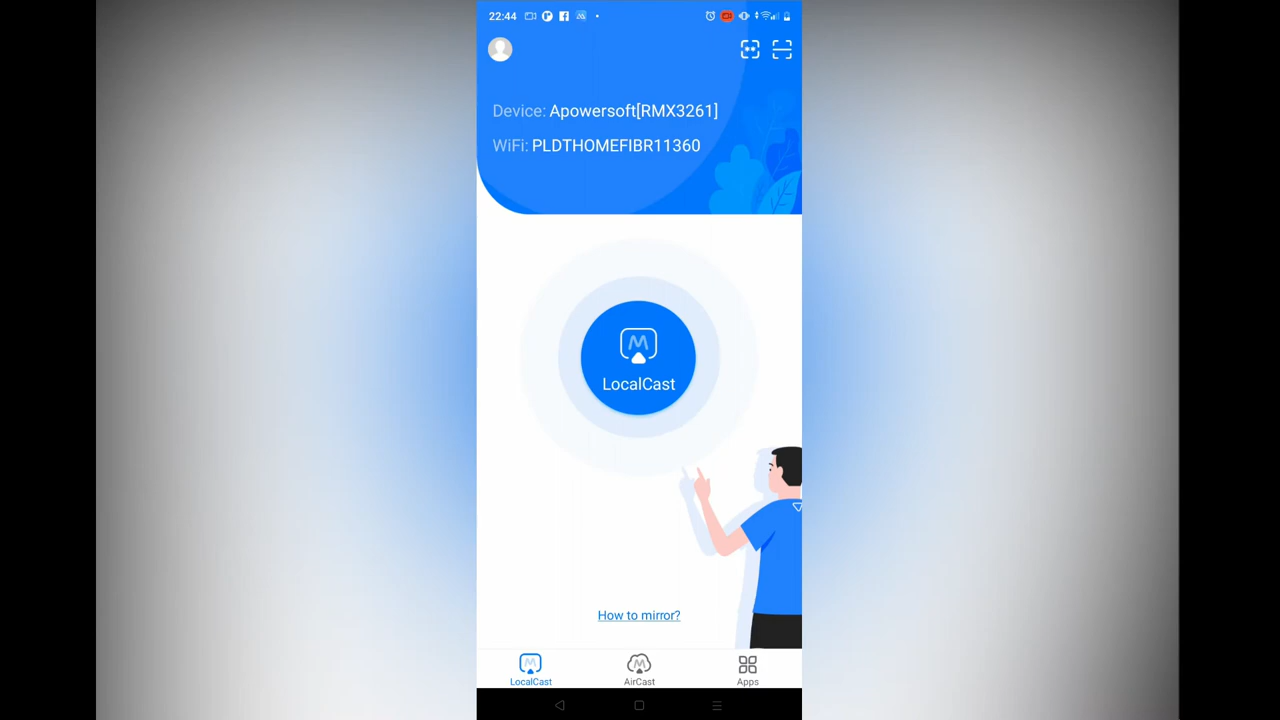 22:44
Device: Apowersoft[RMX3261]
WiFi: PLDTHOMEFIBR11360
LocalCast
How to mirror?
LocalCast
AirCast
Apps